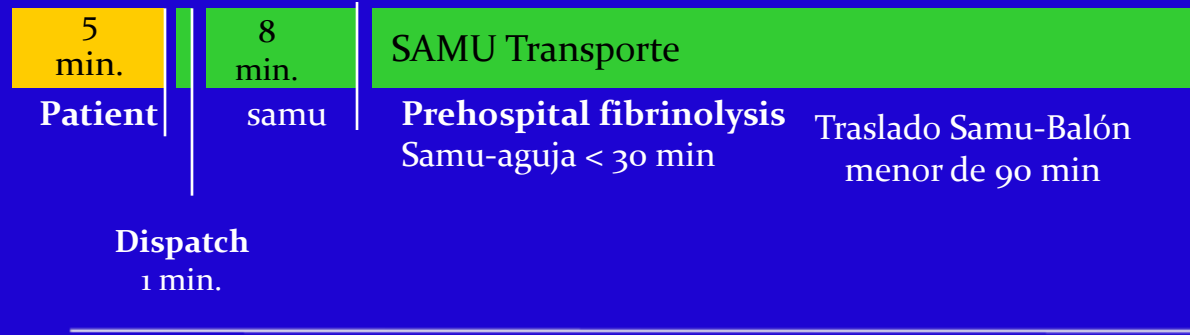 5
min.
8
min.
SAMU Transporte
Patient
samu
Prehospital fibrinolysis
Samu-aguja < 30 min
Traslado Samu-Balón
menor de 90 min
Dispatch
1 min.